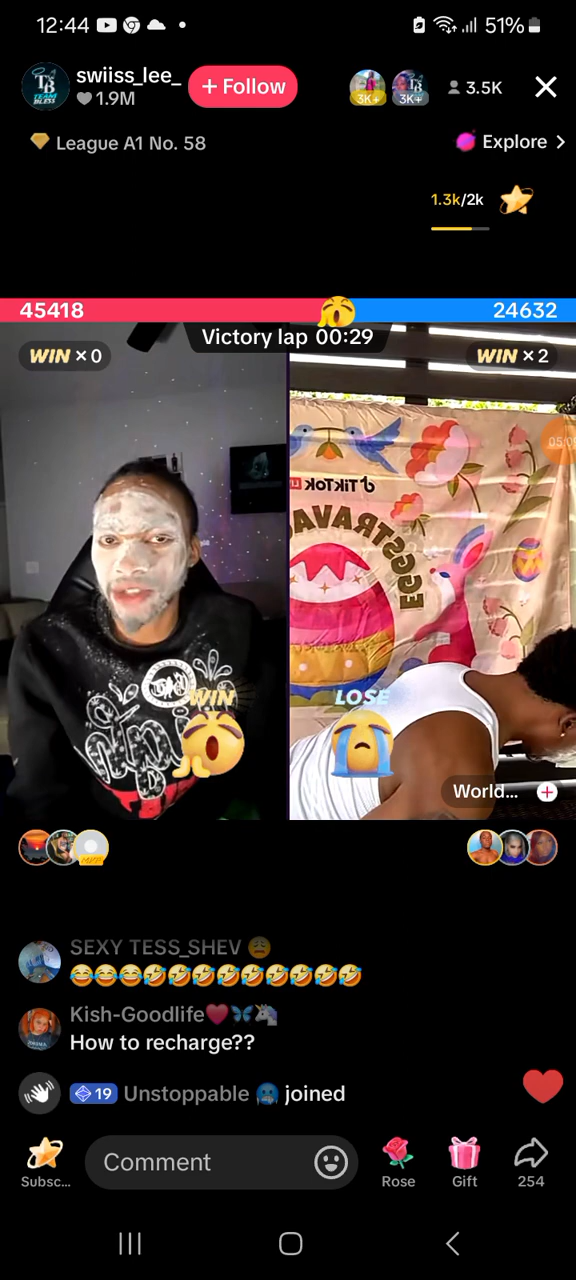 12:44
51%
swiiss_lee_
+ Follow
3K+
3K+
3.5K
1.9M
TEAM
BLESS
League A1 No. 58
Explore >
1.3k/2k
45418
24632
Victory lap 00:29
WIN × 0
WIN × 2
TikTok
EGGSTRAVA
WIN
LOSE
World...
SEXY TESS_SHEV 😩
😂😂😂🤣🤣🤣🤣🤣🤣🤣🤣🤣
Kish-Goodlife❤️🦋🦄
How to recharge??
19 Unstoppable 🥶 joined
Comment
Subsc...
Rose
Gift
254